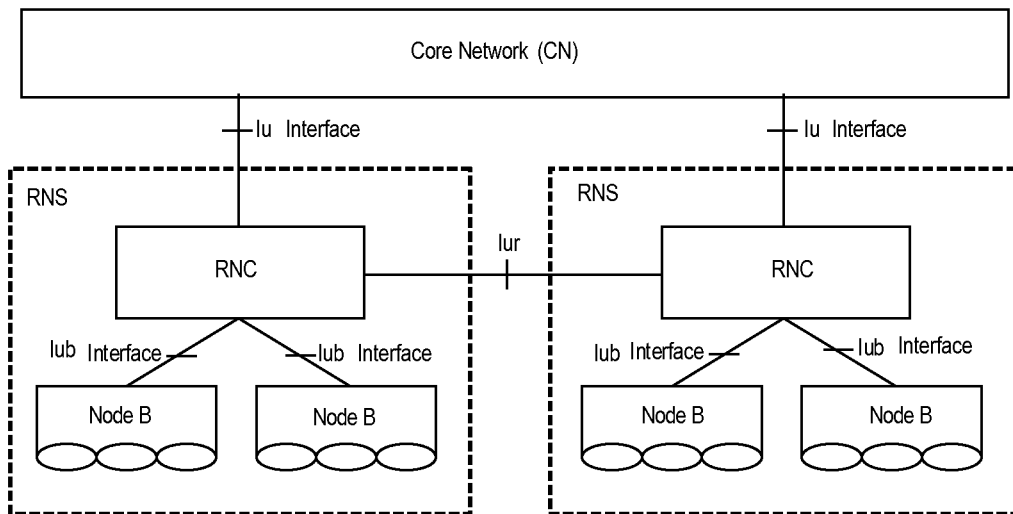 Core Network (CN)
Iu Interface
Iu Interface
RNS
RNS
RNC
Iur
RNC
Iub Interface
Iub Interface
Iub Interface
Iub Interface
Node B
Node B
Node B
Node B